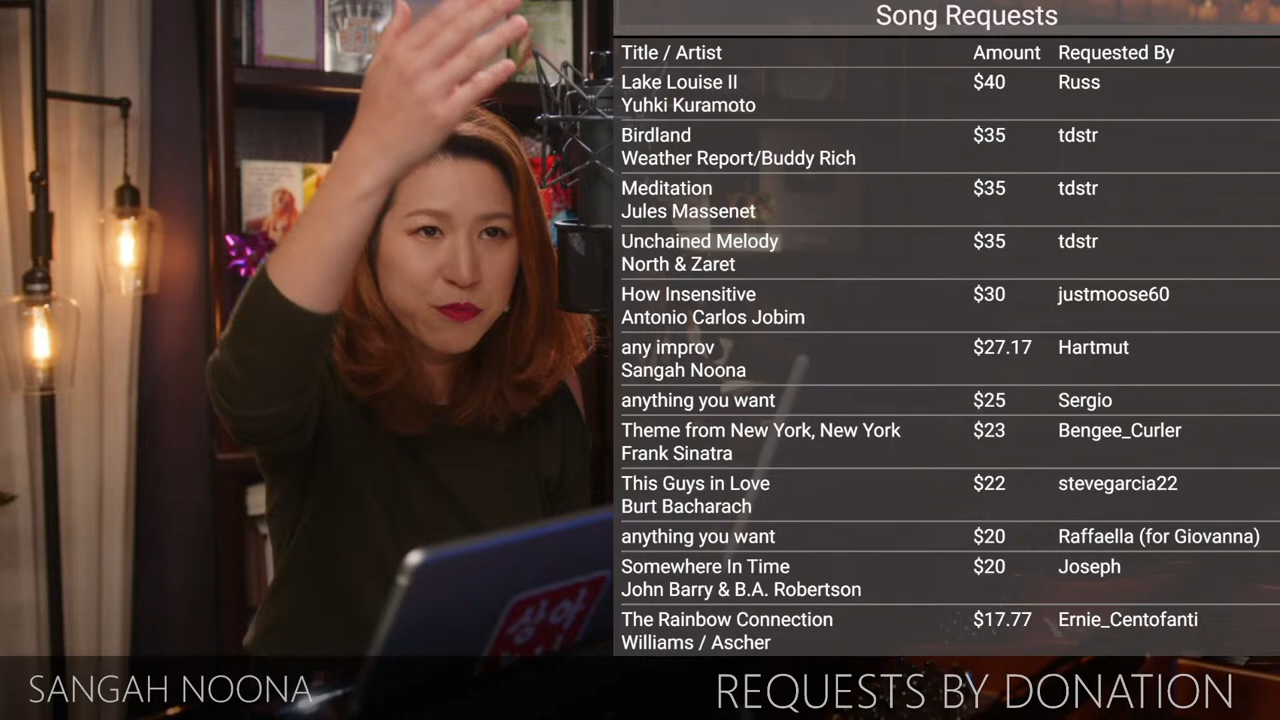 Song Requests
Title / Artist Amount Requested By
Lake Louise II $40 Russ
Yuhki Kuramoto
Birdland $35 tdstr
Weather Report/Buddy Rich
Meditation $35 tdstr
Jules Massenet
Unchained Melody $35 tdstr
North & Zaret
How Insensitive $30 justmoose60
Antonio Carlos Jobim
any improv $27.17 Hartmut
Sangah Noona
anything you want $25 Sergio
Theme from New York, New York $23 Bengee_Curler
Frank Sinatra
This Guys in Love $22 stevegarcia22
Burt Bacharach
anything you want $20 Raffaella (for Giovanna)
Somewhere In Time $20 Joseph
John Barry & B.A. Robertson
The Rainbow Connection $17.77 Ernie_Centofanti
Williams / Ascher
상아
SANGAH NOONA
REQUESTS BY DONATION